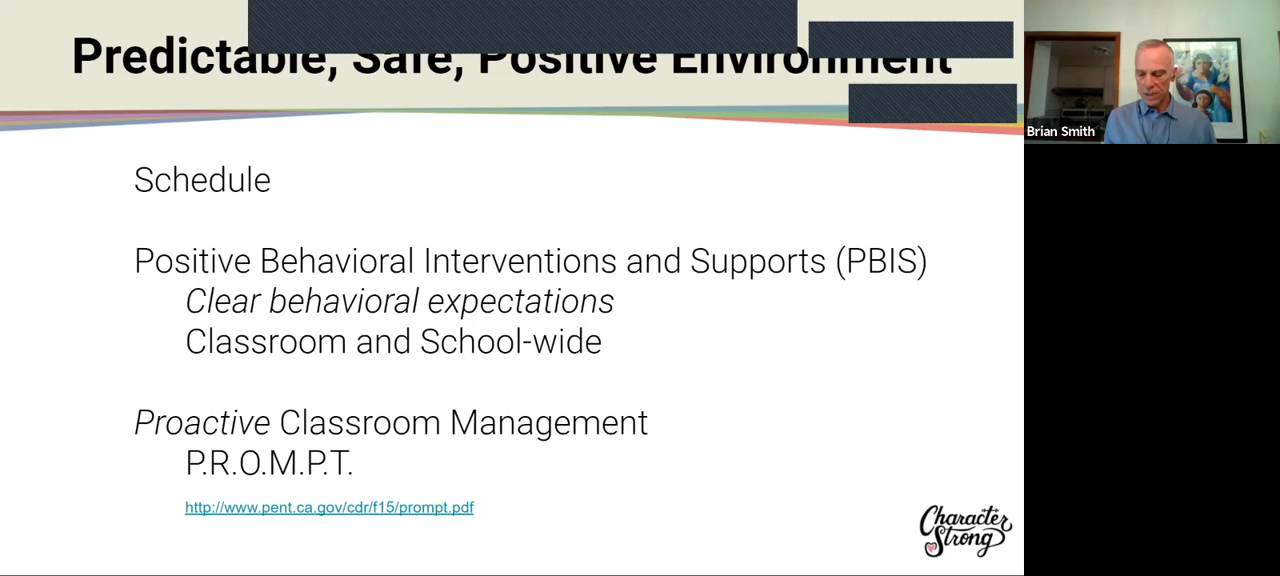 Predictable, Safe, Positive Environment
Brian Smith
Schedule
Positive Behavioral Interventions and Supports (PBIS)
Clear behavioral expectations
Classroom and School-wide
Proactive Classroom Management
P.R.O.M.P.T.
http://www.pent.ca.gov/cdr/f15/prompt.pdf
Character
Strong